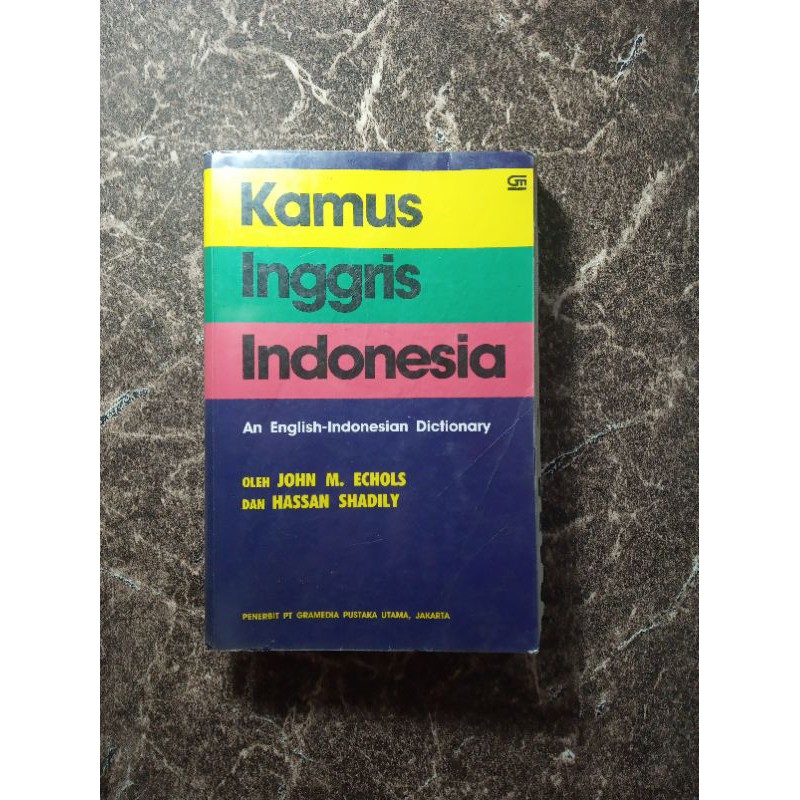 Kamus
Inggris
Indonesia
An English-Indonesian Dictionary
OLEH JOHN M. ECHOLS
DAN HASSAN SHADILY
PENERBIT PT GRAMEDIA PUSTAKA UTAMA, JAKARTA